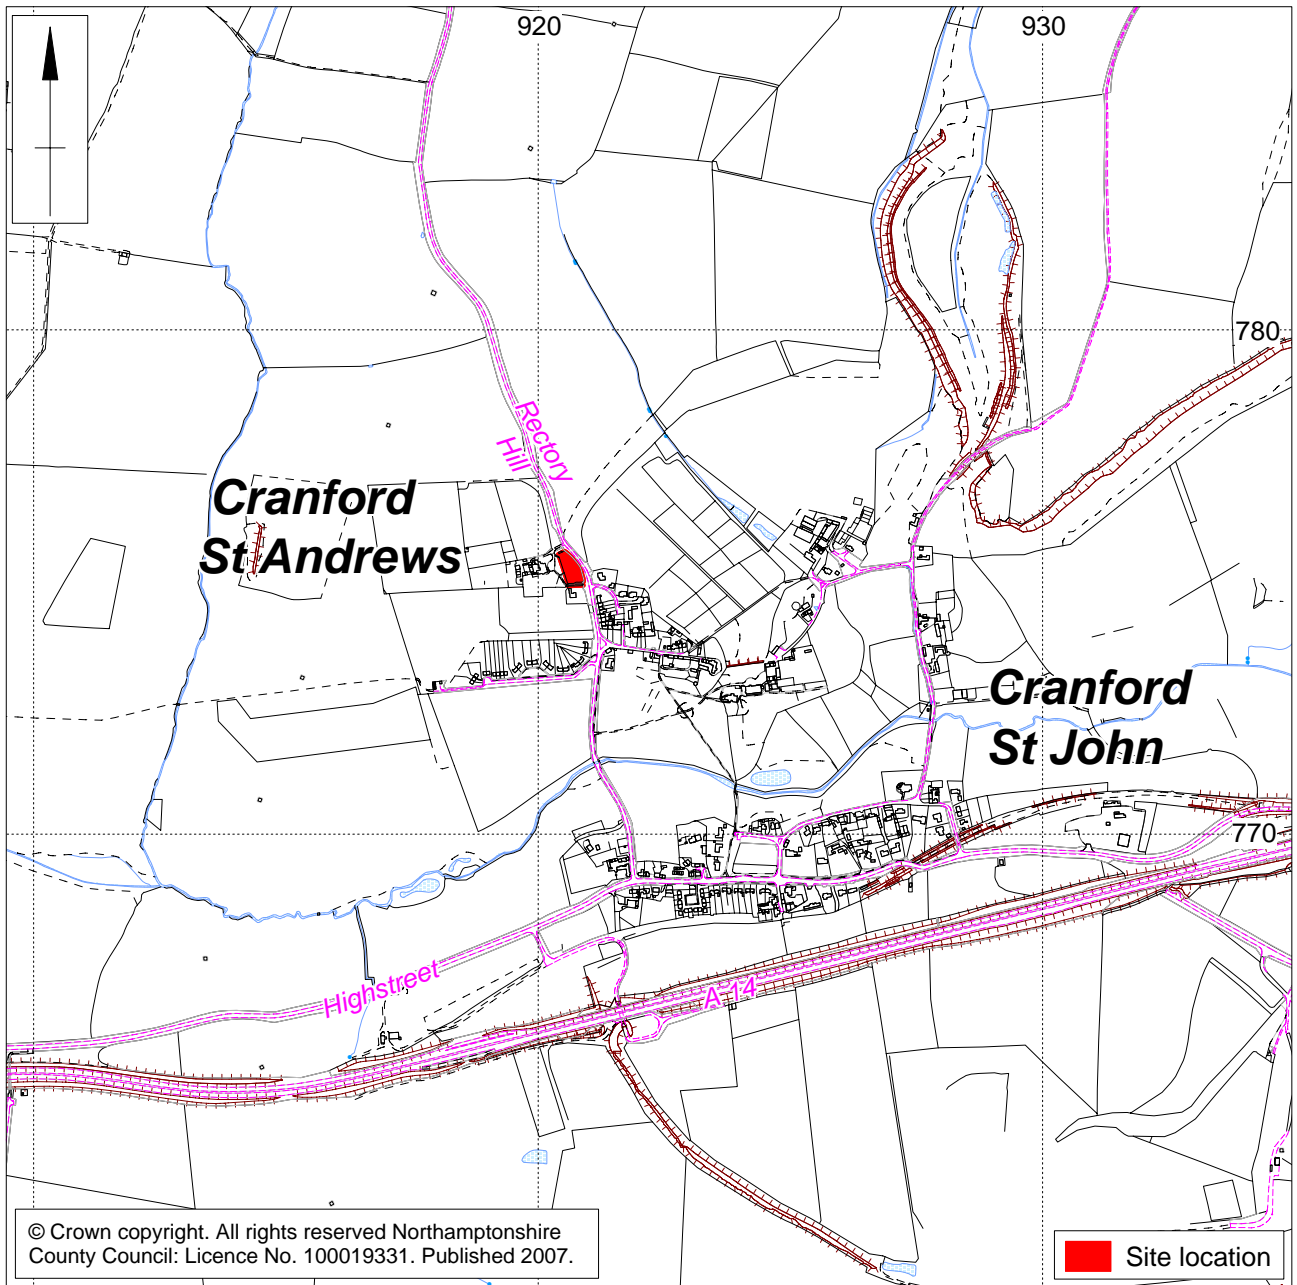 920
930
780
Rectory
Hill
Cranford
St Andrews
Cranford
St John
770
Highstreet
A 14
© Crown copyright. All rights reserved Northamptonshire
County Council: Licence No. 100019331. Published 2007.
Site location